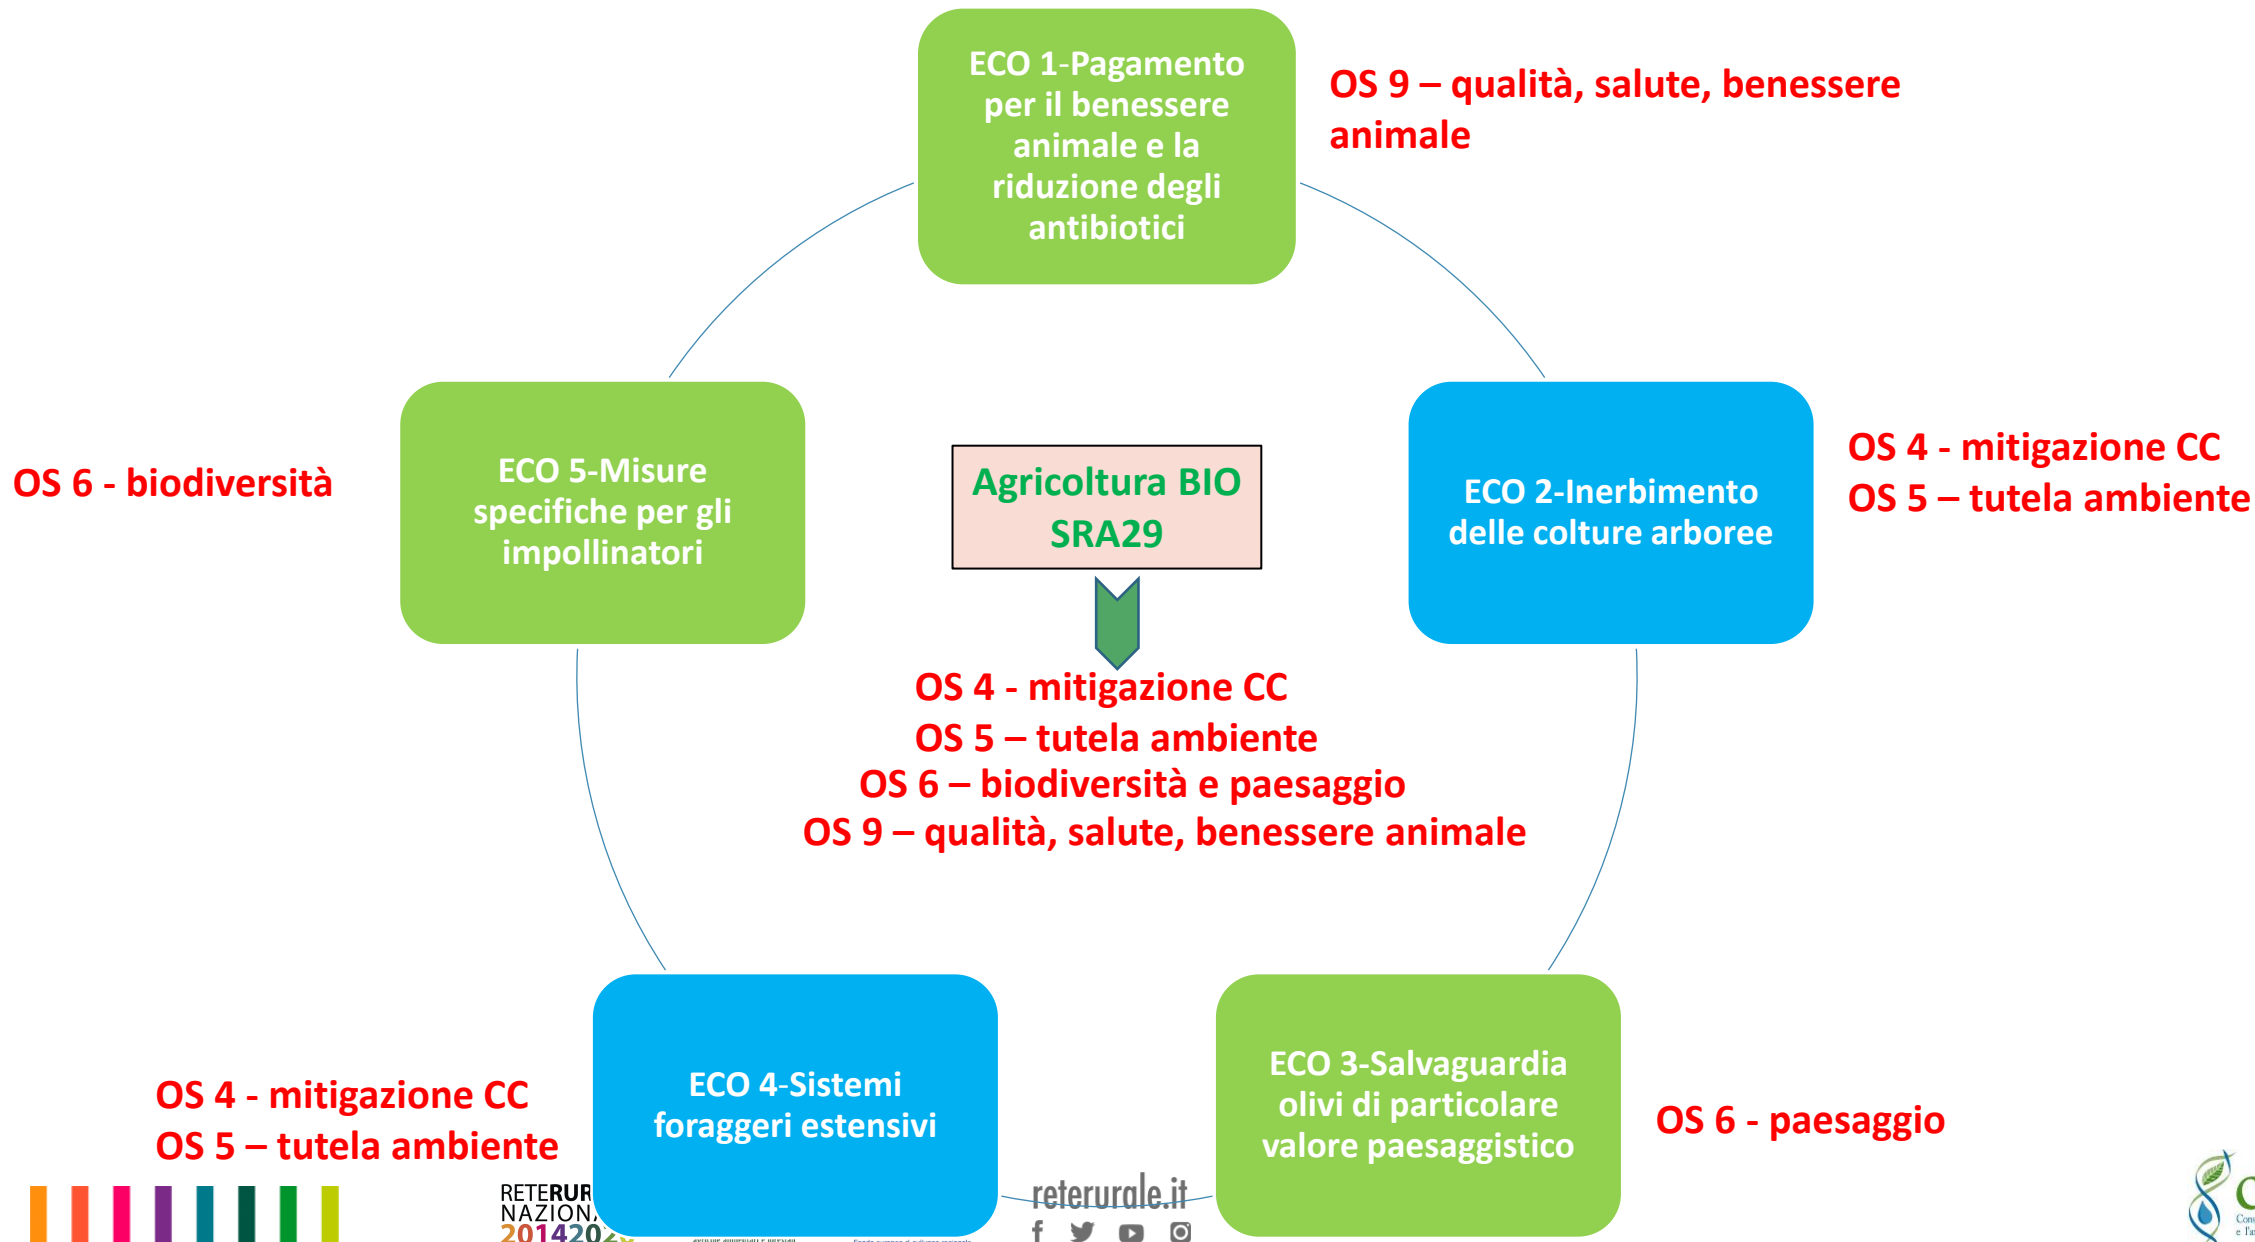 ECO 1-Pagamento
per il benessere
animale e la
riduzione degli
antibiotici
OS 9 – qualità, salute, benessere
animale
ECO 2-Inerbimento
delle colture arboree
OS 4 - mitigazione CC
OS 5 – tutela ambiente
ECO 5-Misure
specifiche per gli
impollinatori
OS 6 - biodiversità
Agricoltura BIO
SRA29
OS 4 - mitigazione CC
OS 5 – tutela ambiente
OS 6 – biodiversità e paesaggio
OS 9 – qualità, salute, benessere animale
ECO 4-Sistemi
foraggeri estensivi
OS 4 - mitigazione CC
OS 5 – tutela ambiente
ECO 3-Salvaguardia
olivi di particolare
valore paesaggistico
OS 6 - paesaggio
RETERUR
NAZION
201420
reterurale.it